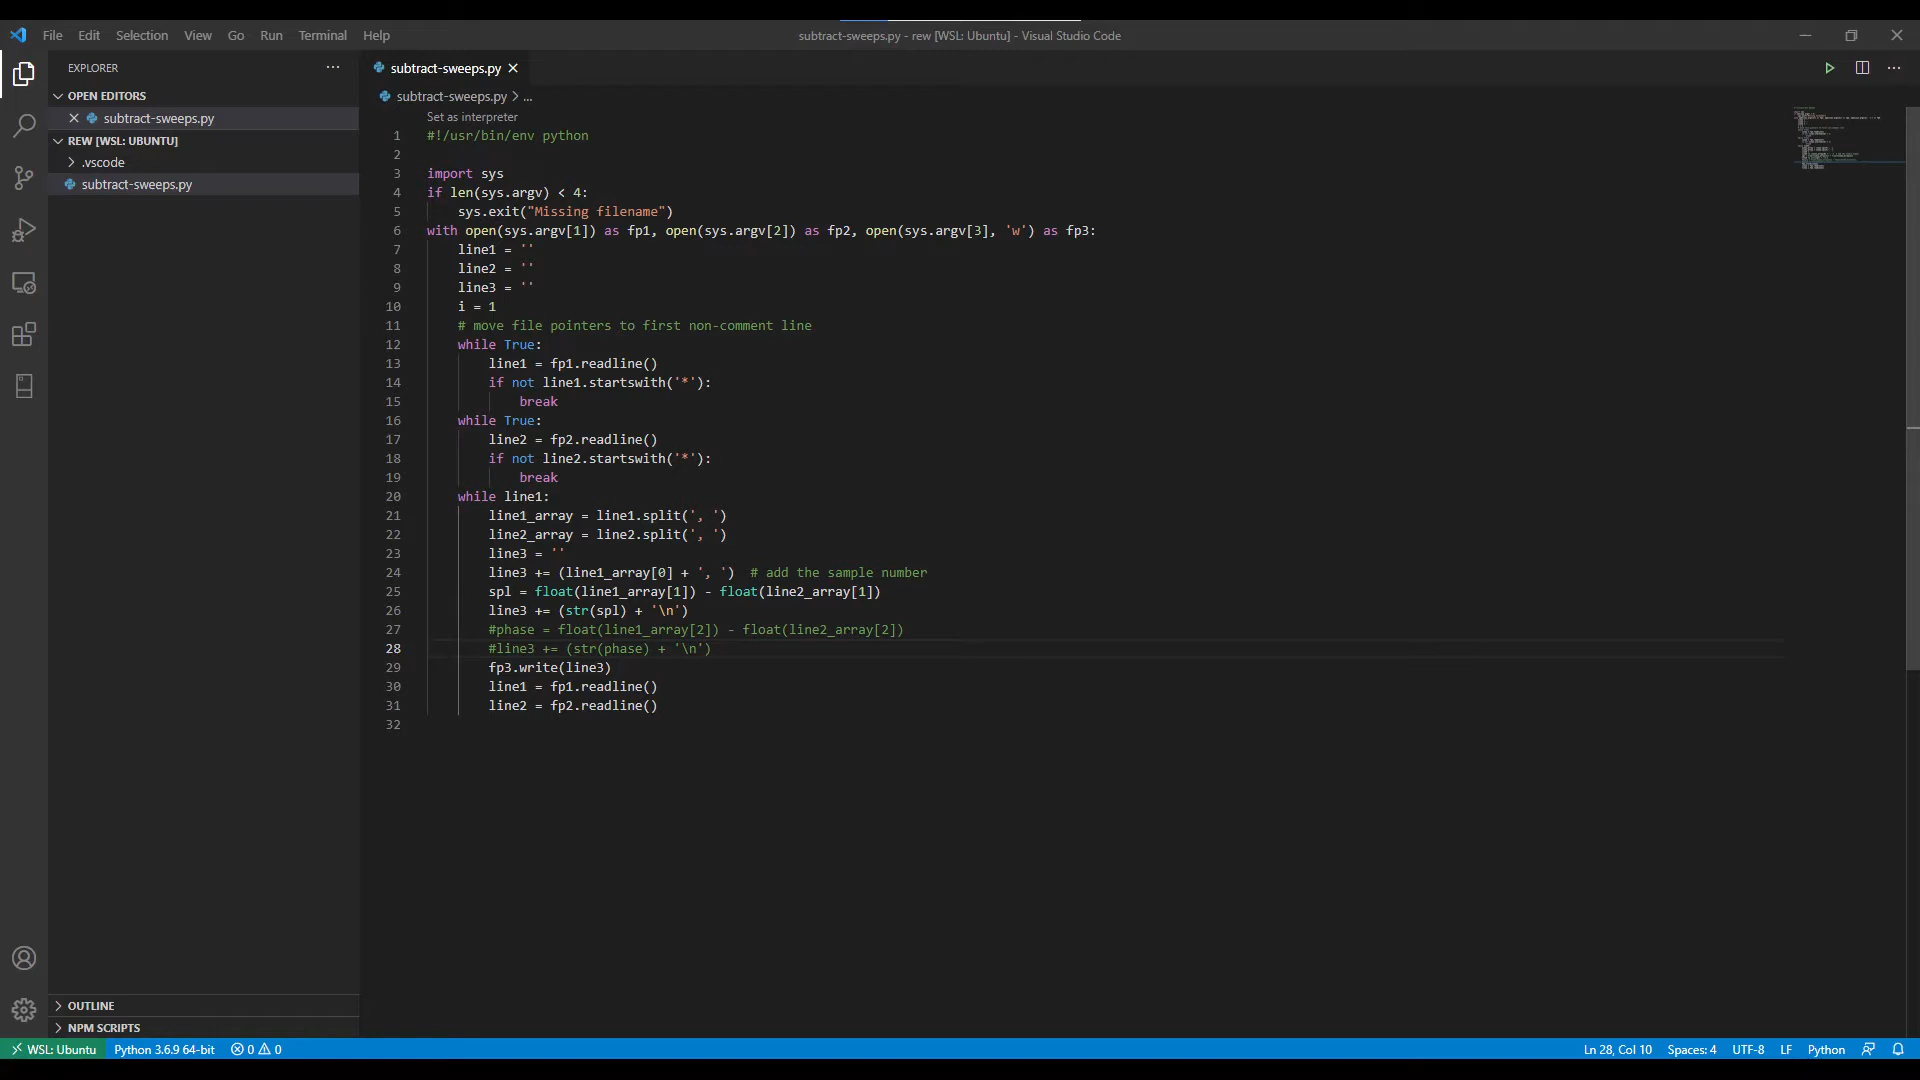 File Edit Selection View Go Run Terminal Help
subtract-sweeps.py - rew [WSL: Ubuntu] - Visual Studio Code
EXPLORER
OPEN EDITORS
subtract-sweeps.py
REW [WSL: UBUNTU]
.vscode
subtract-sweeps.py
OUTLINE
NPM SCRIPTS
subtract-sweeps.py
subtract-sweeps.py > ...
Set as interpreter
1 #!/usr/bin/env python
2
3 import sys
4 if len(sys.argv) < 4:
5     sys.exit("Missing filename")
6 with open(sys.argv[1]) as fp1, open(sys.argv[2]) as fp2, open(sys.argv[3], 'w') as fp3:
7     line1 = ''
8     line2 = ''
9     line3 = ''
10     i = 1
11     # move file pointers to first non-comment line
12     while True:
13         line1 = fp1.readline()
14         if not line1.startswith('*'):
15             break
16     while True:
17         line2 = fp2.readline()
18         if not line2.startswith('*'):
19             break
20     while line1:
21         line1_array = line1.split(', ')
22         line2_array = line2.split(', ')
23         line3 = ''
24         line3 += (line1_array[0] + ', ')  # add the sample number
25         spl = float(line1_array[1]) - float(line2_array[1])
26         line3 += (str(spl) + '\n')
27         #phase = float(line1_array[2]) - float(line2_array[2])
28         #line3 += (str(phase) + '\n')
29         fp3.write(line3)
30         line1 = fp1.readline()
31         line2 = fp2.readline()
32
WSL: Ubuntu Python 3.6.9 64-bit 0 0 Ln 28, Col 10 Spaces: 4 UTF-8 LF Python